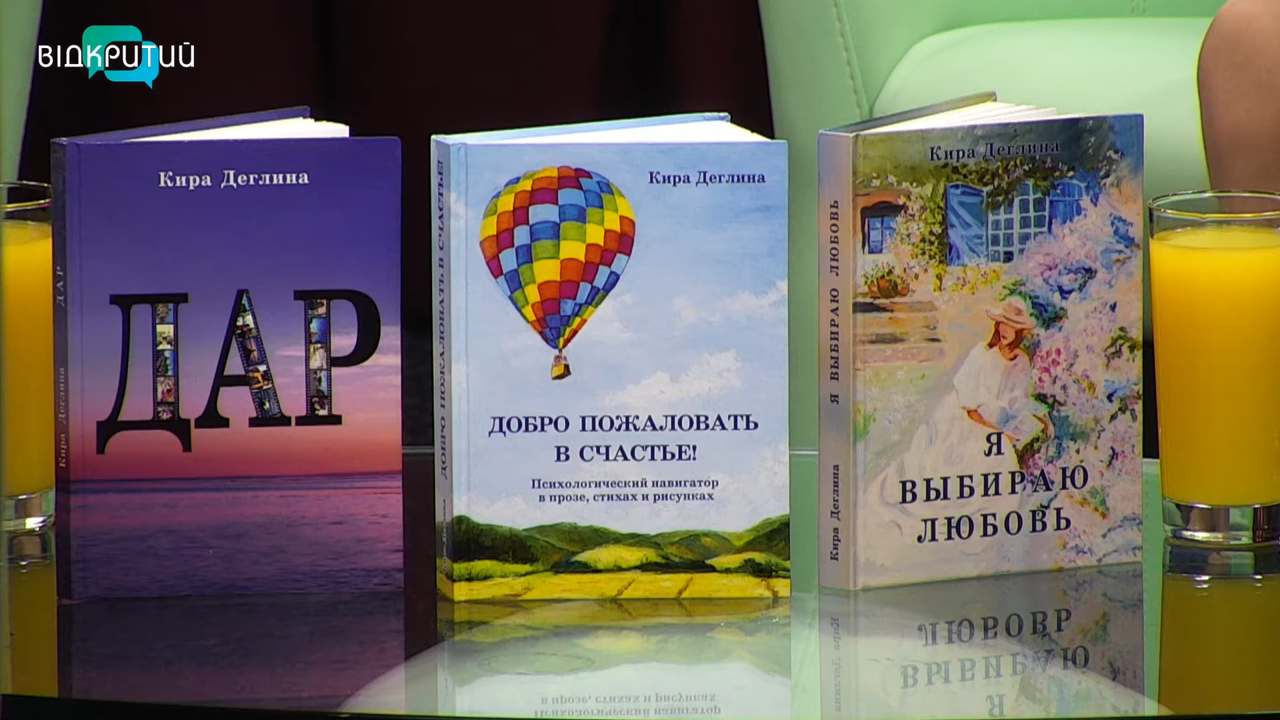 ВІДКРИТИЙ
Кира Деглина
ДАР
Кира Деглина ДАР
Кира Деглина
ДОБРО ПОЖАЛОВАТЬ
В СЧАСТЬЕ!
Психологический навигатор
в прозе, стихах и рисунках
ДОБРО ПОЖАЛОВАТЬ В СЧАСТЬЕ!
Кира Деглина
Я
ВЫБИРАЮ
ЛЮБОВЬ
Кира Деглина Я ВЫБИРАЮ ЛЮБОВЬ